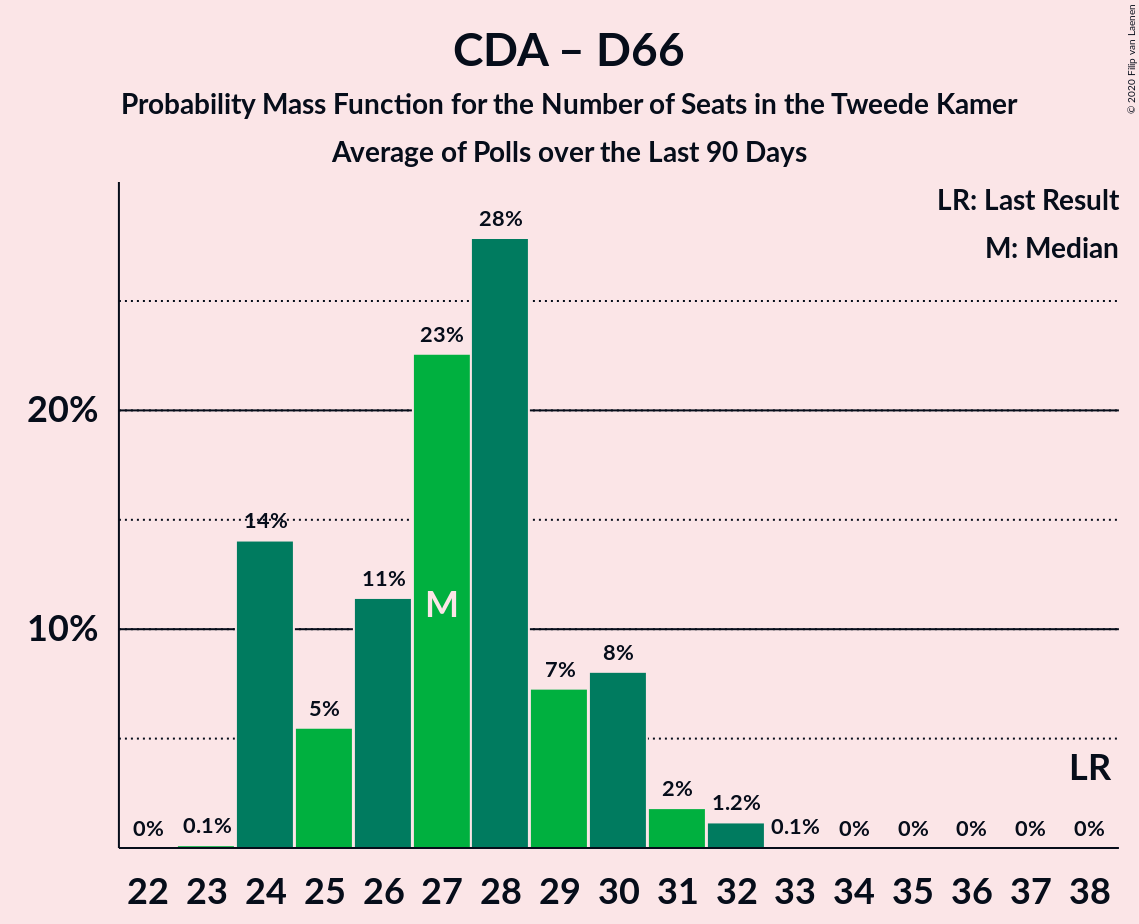 CDA – D66
Probability Mass Function for the Number of Seats in the Tweede Kamer
Average of Polls over the Last 90 Days
© 2020 Filip van Laenen
LR: Last Result
M: Median
28%
23%
20%
14%
11%
M
10%
8%
7%
5%
LR
2%
1.2%
0% 0.1% 0.1% 0% 0% 0% 0% 0%
22 23 24 25 26 27 28 29 30 31 32 33 34 35 36 37 38